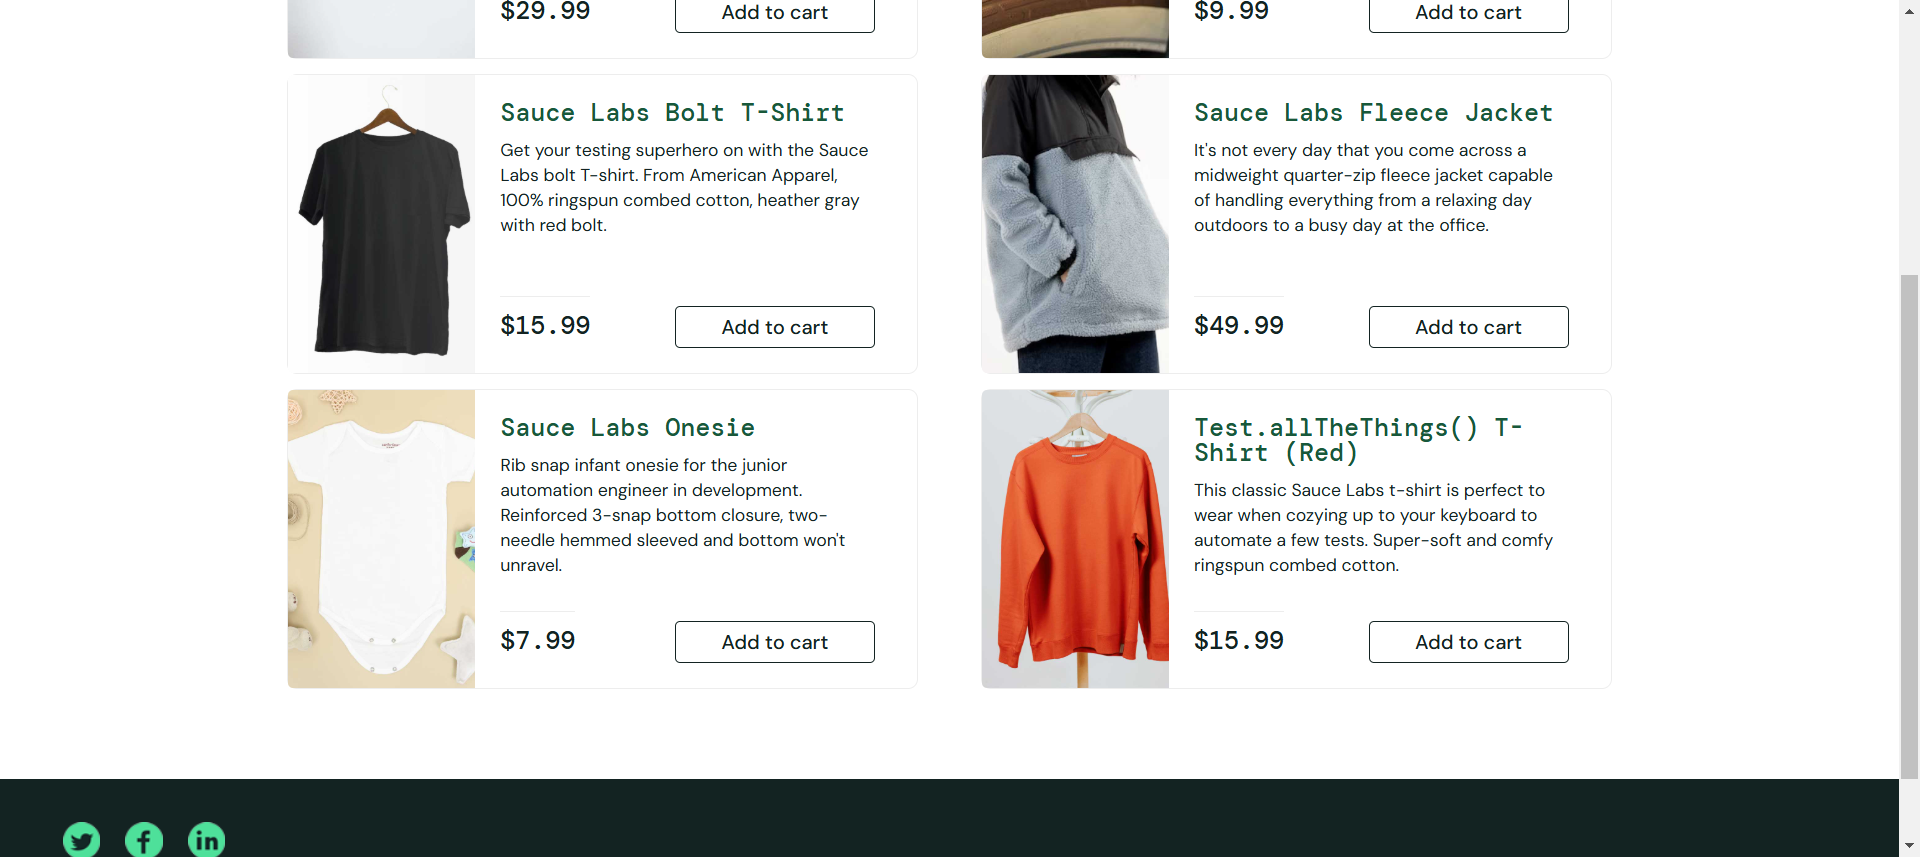 $29.99
Add to cart
$9.99
Add to cart
Sauce Labs Bolt T-Shirt
Get your testing superhero on with the Sauce
Labs bolt T-shirt. From American Apparel,
100% ringspun combed cotton, heather gray
with red bolt.
$15.99
Add to cart
Sauce Labs Fleece Jacket
It's not every day that you come across a
midweight quarter-zip fleece jacket capable
of handling everything from a relaxing day
outdoors to a busy day at the office.
$49.99
Add to cart
Sauce Labs Onesie
Rib snap infant onesie for the junior
automation engineer in development.
Reinforced 3-snap bottom closure, two-
needle hemmed sleeved and bottom won't
unravel.
$7.99
Add to cart
Test.allTheThings() T-
Shirt (Red)
This classic Sauce Labs t-shirt is perfect to
wear when cozying up to your keyboard to
automate a few tests. Super-soft and comfy
ringspun combed cotton.
$15.99
Add to cart